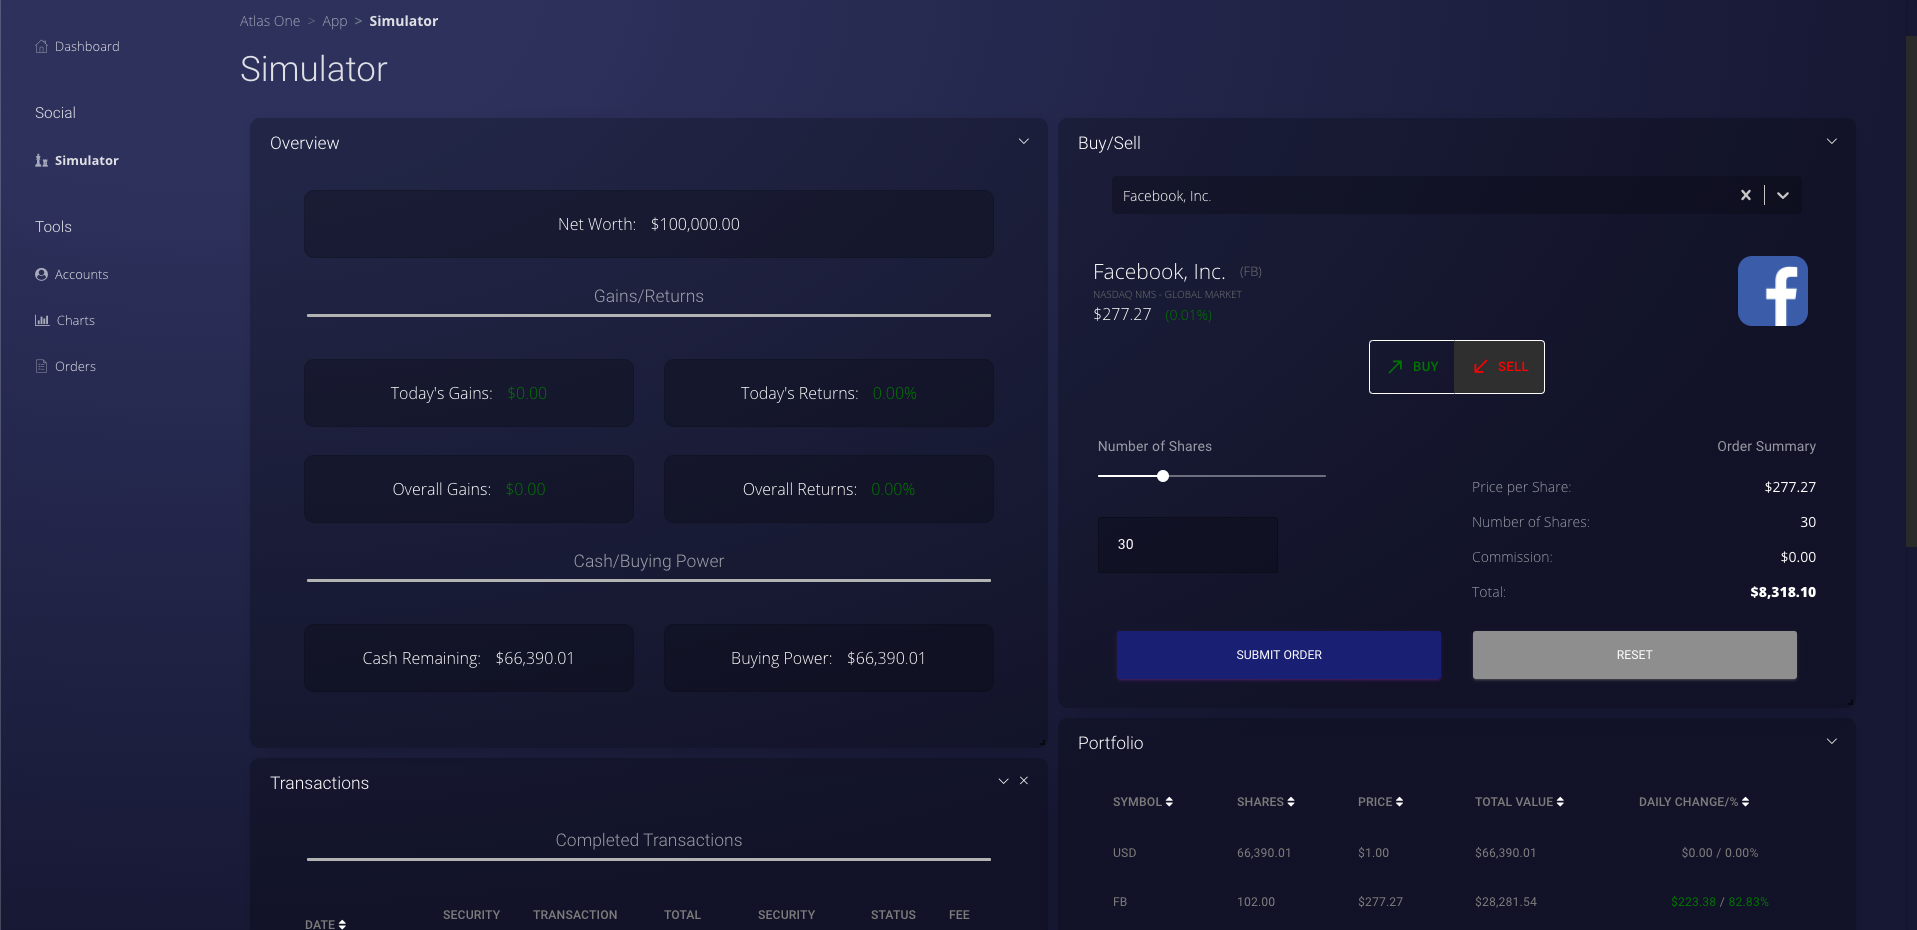 Atlas One > App > Simulator
Simulator
Dashboard
Social
Simulator
Tools
Accounts
Charts
Orders
Overview
Net Worth: $100,000.00
Gains/Returns
Today's Gains: $0.00
Today's Returns: 0.00%
Overall Gains: $0.00
Overall Returns: 0.00%
Cash/Buying Power
Cash Remaining: $66,390.01
Buying Power: $66,390.01
Buy/Sell
Facebook, Inc.
Facebook, Inc. (FB)
NASDAQ NMS - GLOBAL MARKET
$277.27 (0.01%)
BUY SELL
Number of Shares
30
Order Summary
Price per Share: $277.27
Number of Shares: 30
Commission: $0.00
Total: $8,318.10
SUBMIT ORDER
RESET
Transactions
Completed Transactions
DATE SECURITY TRANSACTION TOTAL SECURITY STATUS FEE
Portfolio
SYMBOL SHARES PRICE TOTAL VALUE DAILY CHANGE/%
USD 66,390.01 $1.00 $66,390.01 $0.00 / 0.00%
FB 102.00 $277.27 $28,281.54 $223.38 / 82.83%